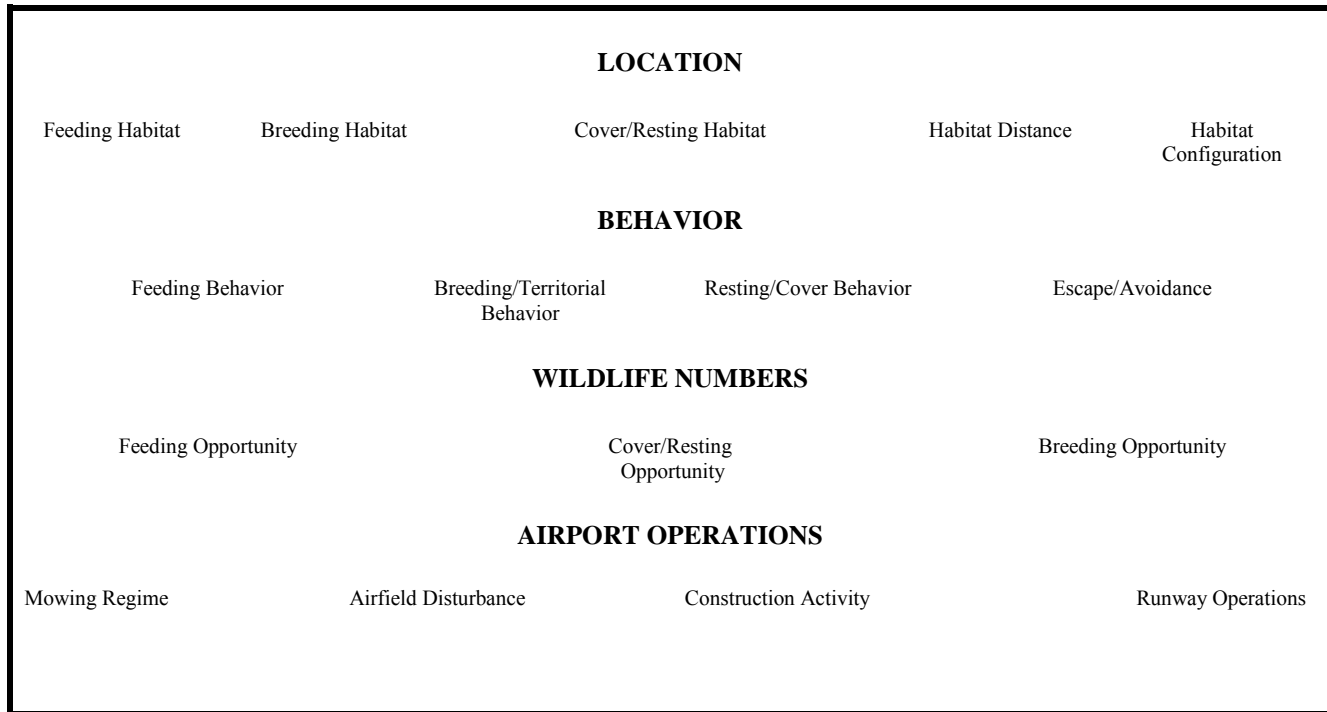 LOCATION
Feeding Habitat Breeding Habitat Cover/Resting Habitat Habitat Distance Habitat
Configuration
BEHAVIOR
Feeding Behavior Breeding/Territorial Resting/Cover Behavior Escape/Avoidance
Behavior
WILDLIFE NUMBERS
Feeding Opportunity Cover/Resting Breeding Opportunity
Opportunity
AIRPORT OPERATIONS
Mowing Regime Airfield Disturbance Construction Activity Runway Operations